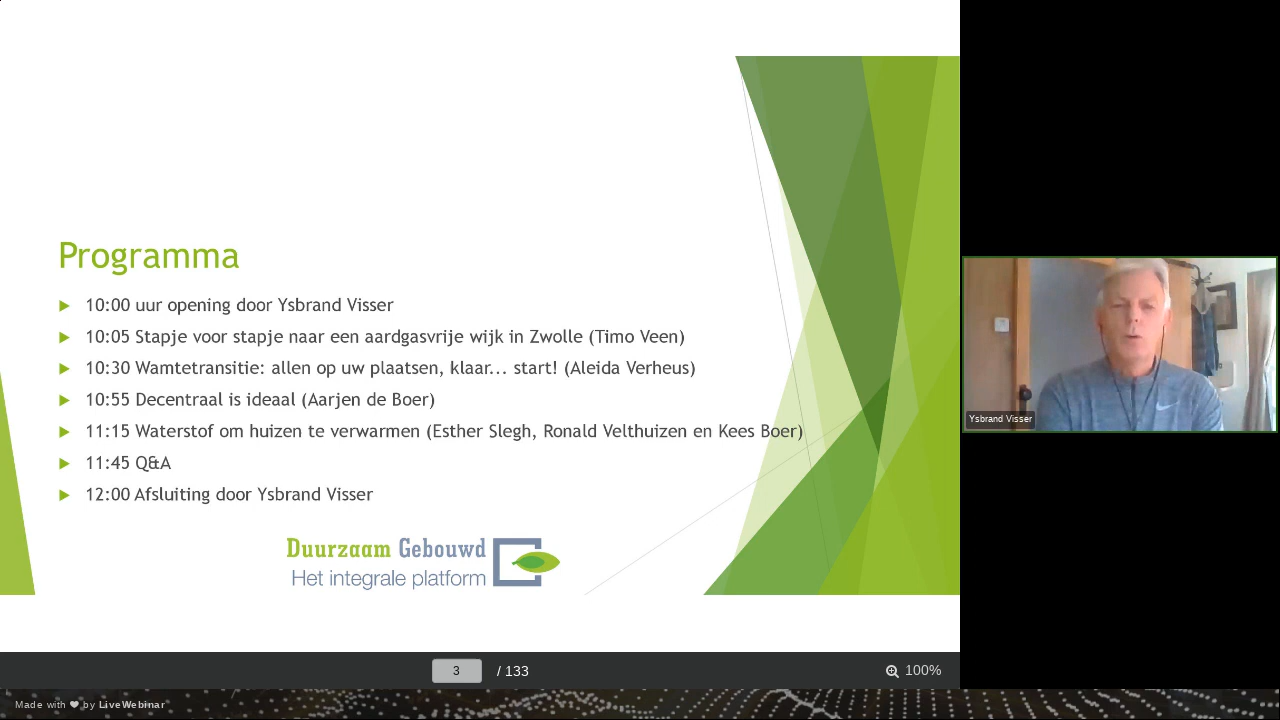 Programma
10:00 uur opening door Ysbrand Visser
10:05 Stapje voor stapje naar een aardgasvrije wijk in Zwolle (Timo Veen)
10:30 Wamtetransitie: allen op uw plaatsen, klaar... start! (Aleida Verheus)
10:55 Decentraal is ideaal (Aarjen de Boer)
11:15 Waterstof om huizen te verwarmen (Esther Slegh, Ronald Velthuizen en Kees Boer)
11:45 Q&A
12:00 Afsluiting door Ysbrand Visser
Duurzaam Gebouwd
Het integrale platform
Ysbrand Visser
3 / 133
100%
Made with ❤ by LiveWebinar